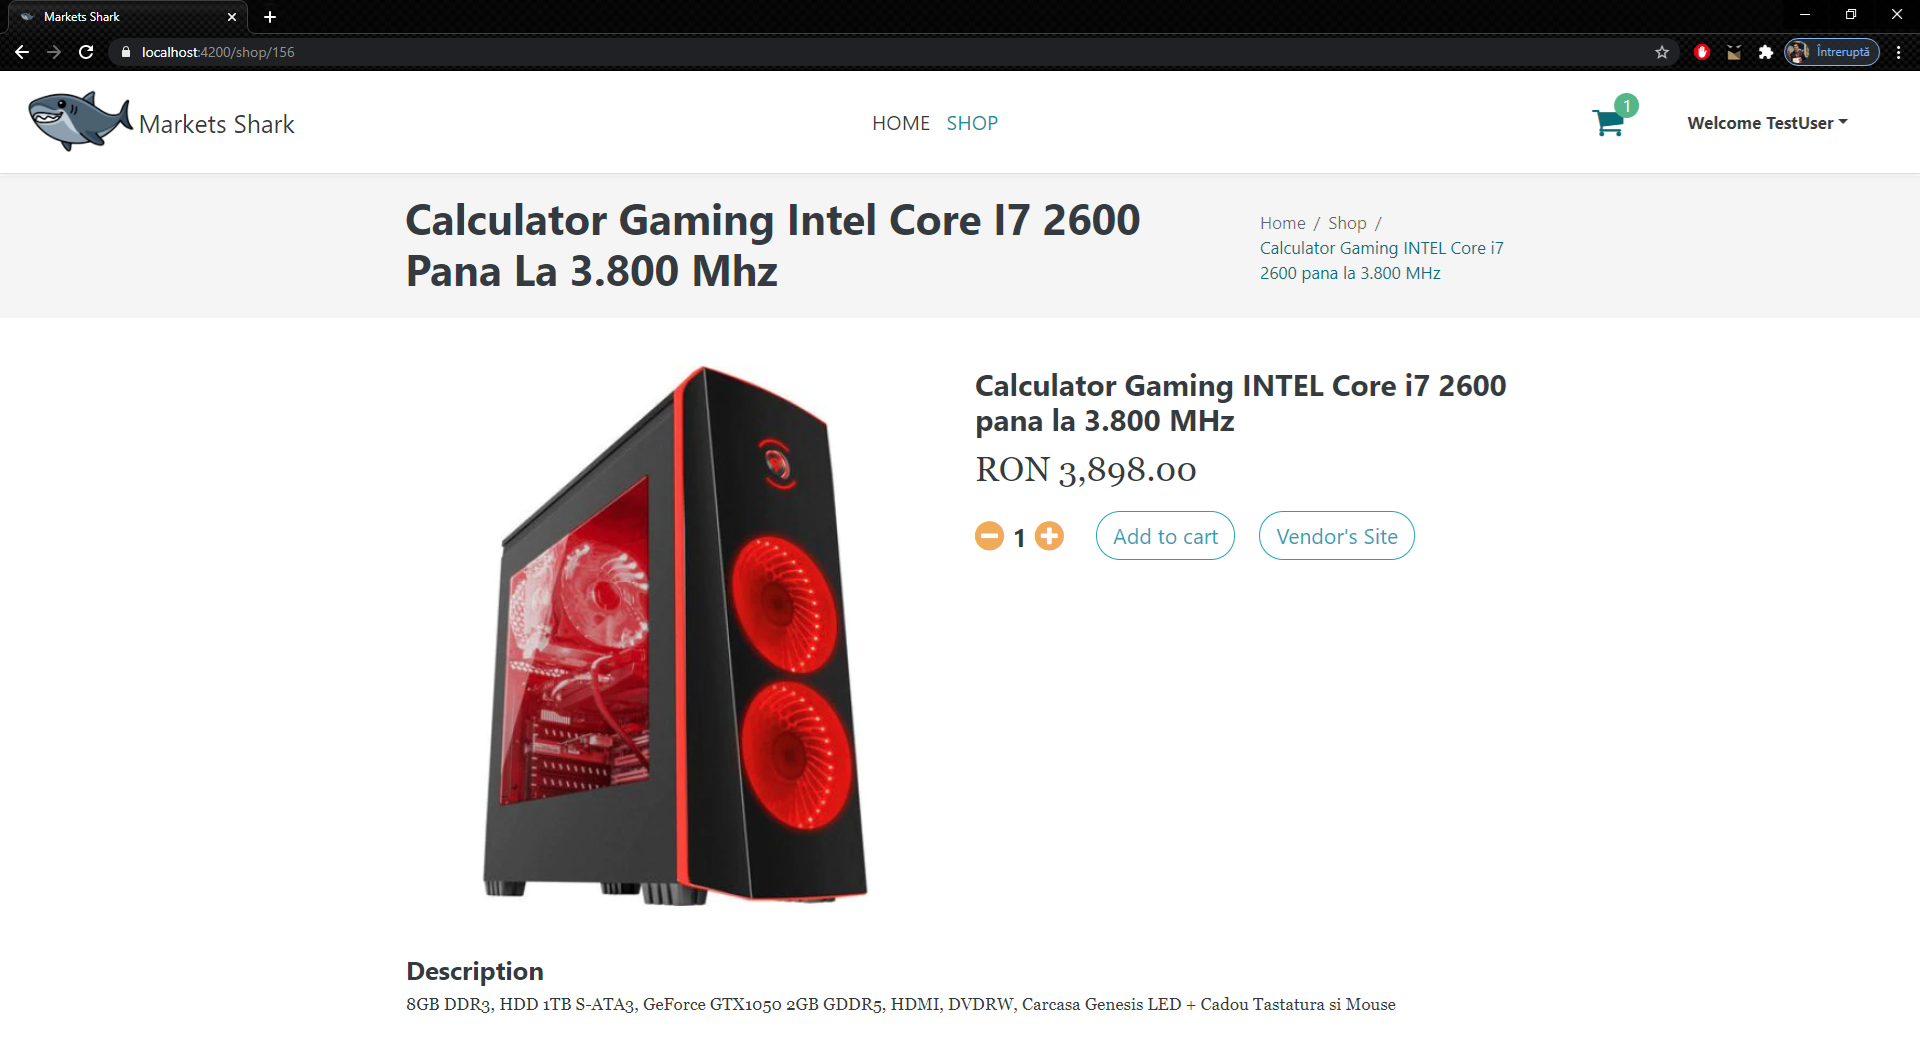 Markets Shark
localhost:4200/shop/156
Întreruptă
Markets Shark
HOME SHOP
1
Welcome TestUser
Calculator Gaming Intel Core I7 2600
Pana La 3.800 Mhz
Home / Shop /
Calculator Gaming INTEL Core i7
2600 pana la 3.800 MHz
Calculator Gaming INTEL Core i7 2600
pana la 3.800 MHz
RON 3,898.00
1 Add to cart Vendor's Site
Description
8GB DDR3, HDD 1TB S-ATA3, GeForce GTX1050 2GB GDDR5, HDMI, DVDRW, Carcasa Genesis LED + Cadou Tastatura si Mouse